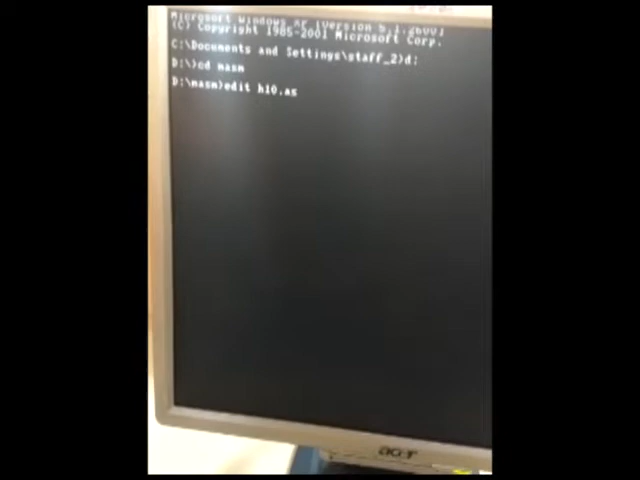 Microsoft Windows XP [Version 5.1.2600]
(C) Copyright 1985-2001 Microsoft Corp.
C:\Documents and Settings\staff_2>d:
D:\>cd masm
D:\masm>edit h10.as
acer